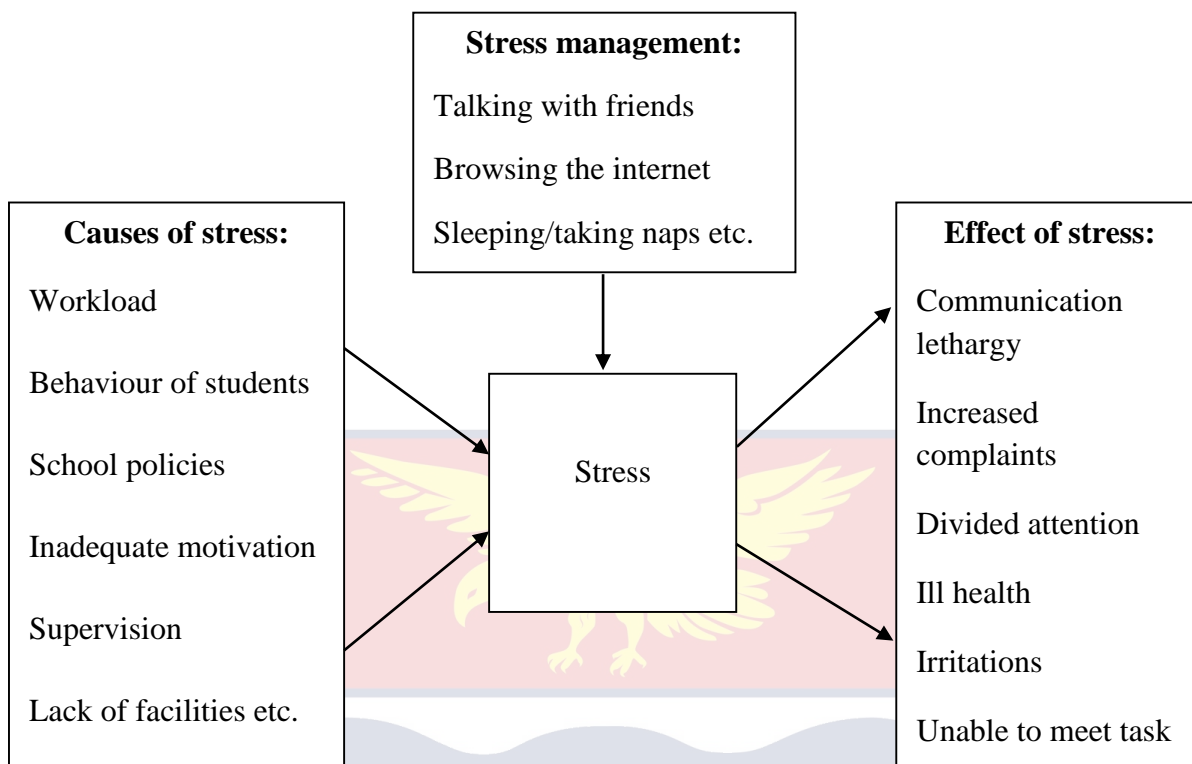 Stress management:
Talking with friends
Browsing the internet
Sleeping/taking naps etc.
Causes of stress:
Workload
Behaviour of students
School policies
Inadequate motivation
Supervision
Lack of facilities etc.
Stress
Effect of stress:
Communication
lethargy
Increased
complaints
Divided attention
Ill health
Irritations
Unable to meet task